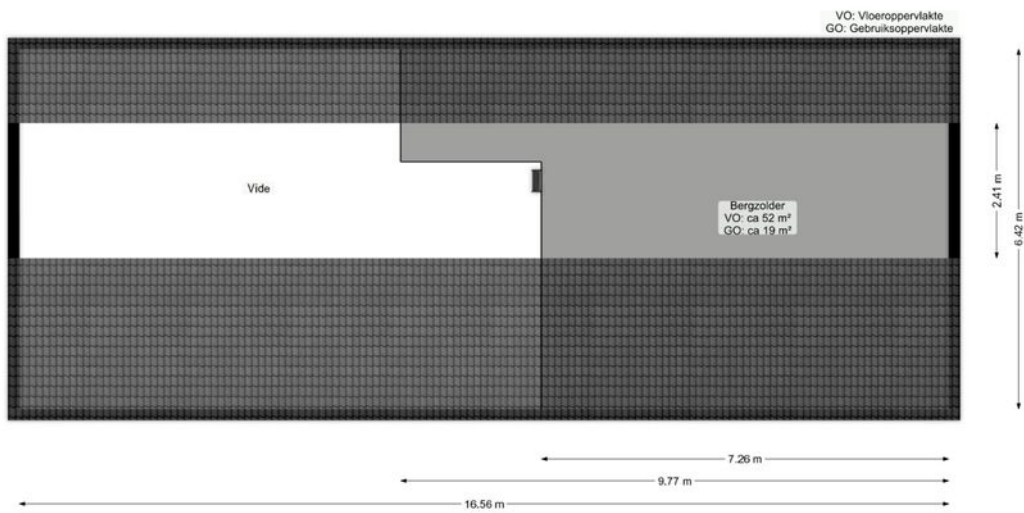 VO: Vloeroppervlakte
GO: Gebruiksoppervlakte
Vide
Bergzolder
VO: ca 52 m²
GO: ca 19 m²
2.41 m
6.42 m
7.26 m
9.77 m
16.56 m